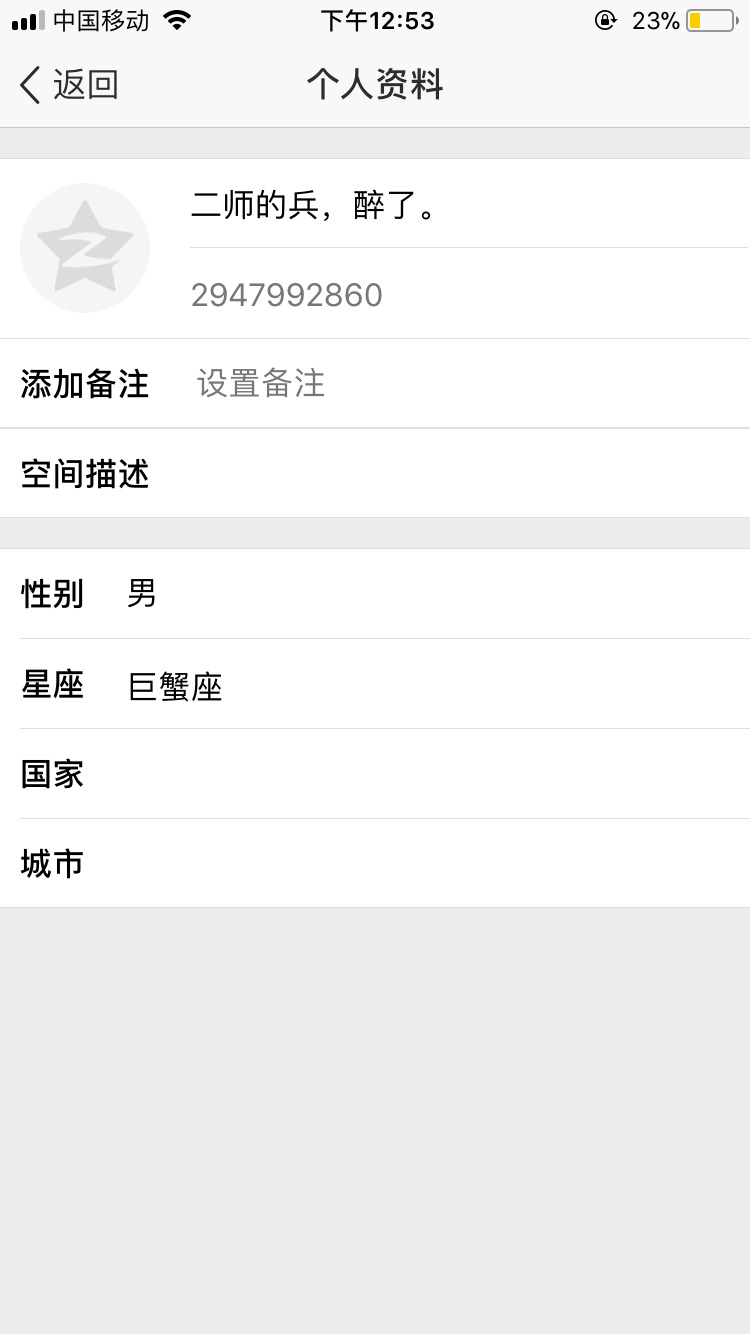 中国移动 下午12:53 23%
返回 个人资料
二师的兵，醉了。
2947992860
添加备注 设置备注
空间描述
性别 男
星座 巨蟹座
国家
城市